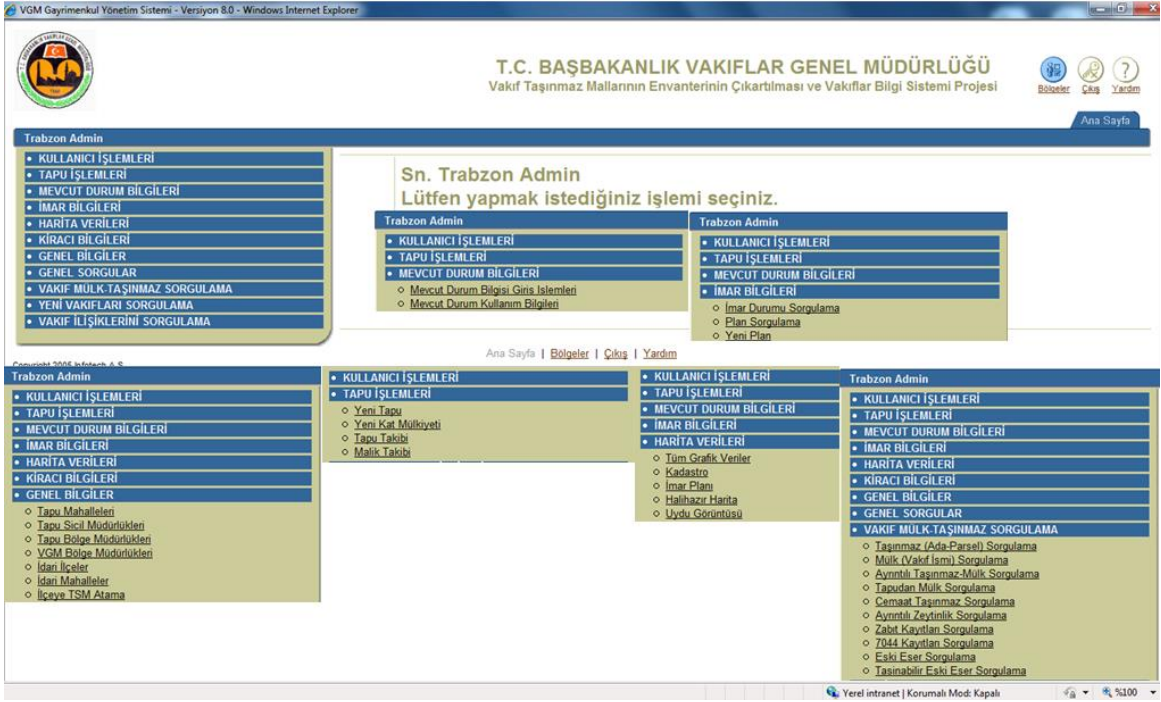 VGM Gayrimenkul Yönetim Sistemi - Versiyon 8.0 - Windows Internet Explorer
T.C. BAŞBAKANLIK VAKIFLAR GENEL MÜDÜRLÜĞÜ
Vakıf Taşınmaz Mallarının Envanterinin Çıkartılması ve Vakıflar Bilgi Sistemi Projesi
Bölgeler Çıkış Yardım
Ana Sayfa
Trabzon Admin
• KULLANICI İŞLEMLERİ
• TAPU İŞLEMLERİ
• MEVCUT DURUM BİLGİLERİ
• İMAR BİLGİLERİ
• HARİTA VERİLERİ
• KİRACI BİLGİLERİ
• GENEL BİLGİLER
• GENEL SORGULAR
• VAKIF MÜLK-TAŞINMAZ SORGULAMA
• YENİ VAKIFLARI SORGULAMA
• VAKIF İLİŞİKLERİNİ SORGULAMA
Sn. Trabzon Admin
Lütfen yapmak istediğiniz işlemi seçiniz.
Trabzon Admin
• KULLANICI İŞLEMLERİ
• TAPU İŞLEMLERİ
• MEVCUT DURUM BİLGİLERİ
Mevcut Durum Bilgisi Giris Islemleri
Mevcut Durum Kullanım Bilgileri
Trabzon Admin
• KULLANICI İŞLEMLERİ
• TAPU İŞLEMLERİ
• MEVCUT DURUM BİLGİLERİ
• İMAR BİLGİLERİ
İmar Durumu Sorgulama
Plan Sorgulama
Yeni Plan
Ana Sayfa | Bölgeler | Çıkış | Yardım
Copyright 2005 Infotech A.S.
Trabzon Admin
• KULLANICI İŞLEMLERİ
• TAPU İŞLEMLERİ
• MEVCUT DURUM BİLGİLERİ
• İMAR BİLGİLERİ
• HARİTA VERİLERİ
• KİRACI BİLGİLERİ
• GENEL BİLGİLER
Tapu Mahalleleri
Tapu Sicil Müdürlükleri
Tapu Bölge Müdürlükleri
VGM Bölge Müdürlükleri
İdari İlçeler
İdari Mahalleler
İlçeye TSM Atama
• KULLANICI İŞLEMLERİ
• TAPU İŞLEMLERİ
Yeni Tapu
Yeni Kat Mülkiyeti
Tapu Takibi
Malik Takibi
• KULLANICI İŞLEMLERİ
• TAPU İŞLEMLERİ
• MEVCUT DURUM BİLGİLERİ
• İMAR BİLGİLERİ
• HARİTA VERİLERİ
Tüm Grafik Veriler
Kadastro
İmar Planı
Halihazır Harita
Uydu Görüntüsü
Trabzon Admin
• KULLANICI İŞLEMLERİ
• TAPU İŞLEMLERİ
• MEVCUT DURUM BİLGİLERİ
• İMAR BİLGİLERİ
• HARİTA VERİLERİ
• KİRACI BİLGİLERİ
• GENEL BİLGİLER
• GENEL SORGULAR
• VAKIF MÜLK-TAŞINMAZ SORGULAMA
Taşınmaz (Ada-Parsel) Sorgulama
Mülk (Vakıf İsmi) Sorgulama
Ayrıntılı Taşınmaz-Mülk Sorgulama
Tapudan Mülk Sorgulama
Cemaat Taşınmaz Sorgulama
Ayrıntılı Zeytinlik Sorgulama
Zabıt Kayıtları Sorgulama
7044 Kayıtları Sorgulama
Eski Eser Sorgulama
Tasinabilir Eski Eser Sorgulama
Yerel intranet | Korumalı Mod: Kapalı
%100